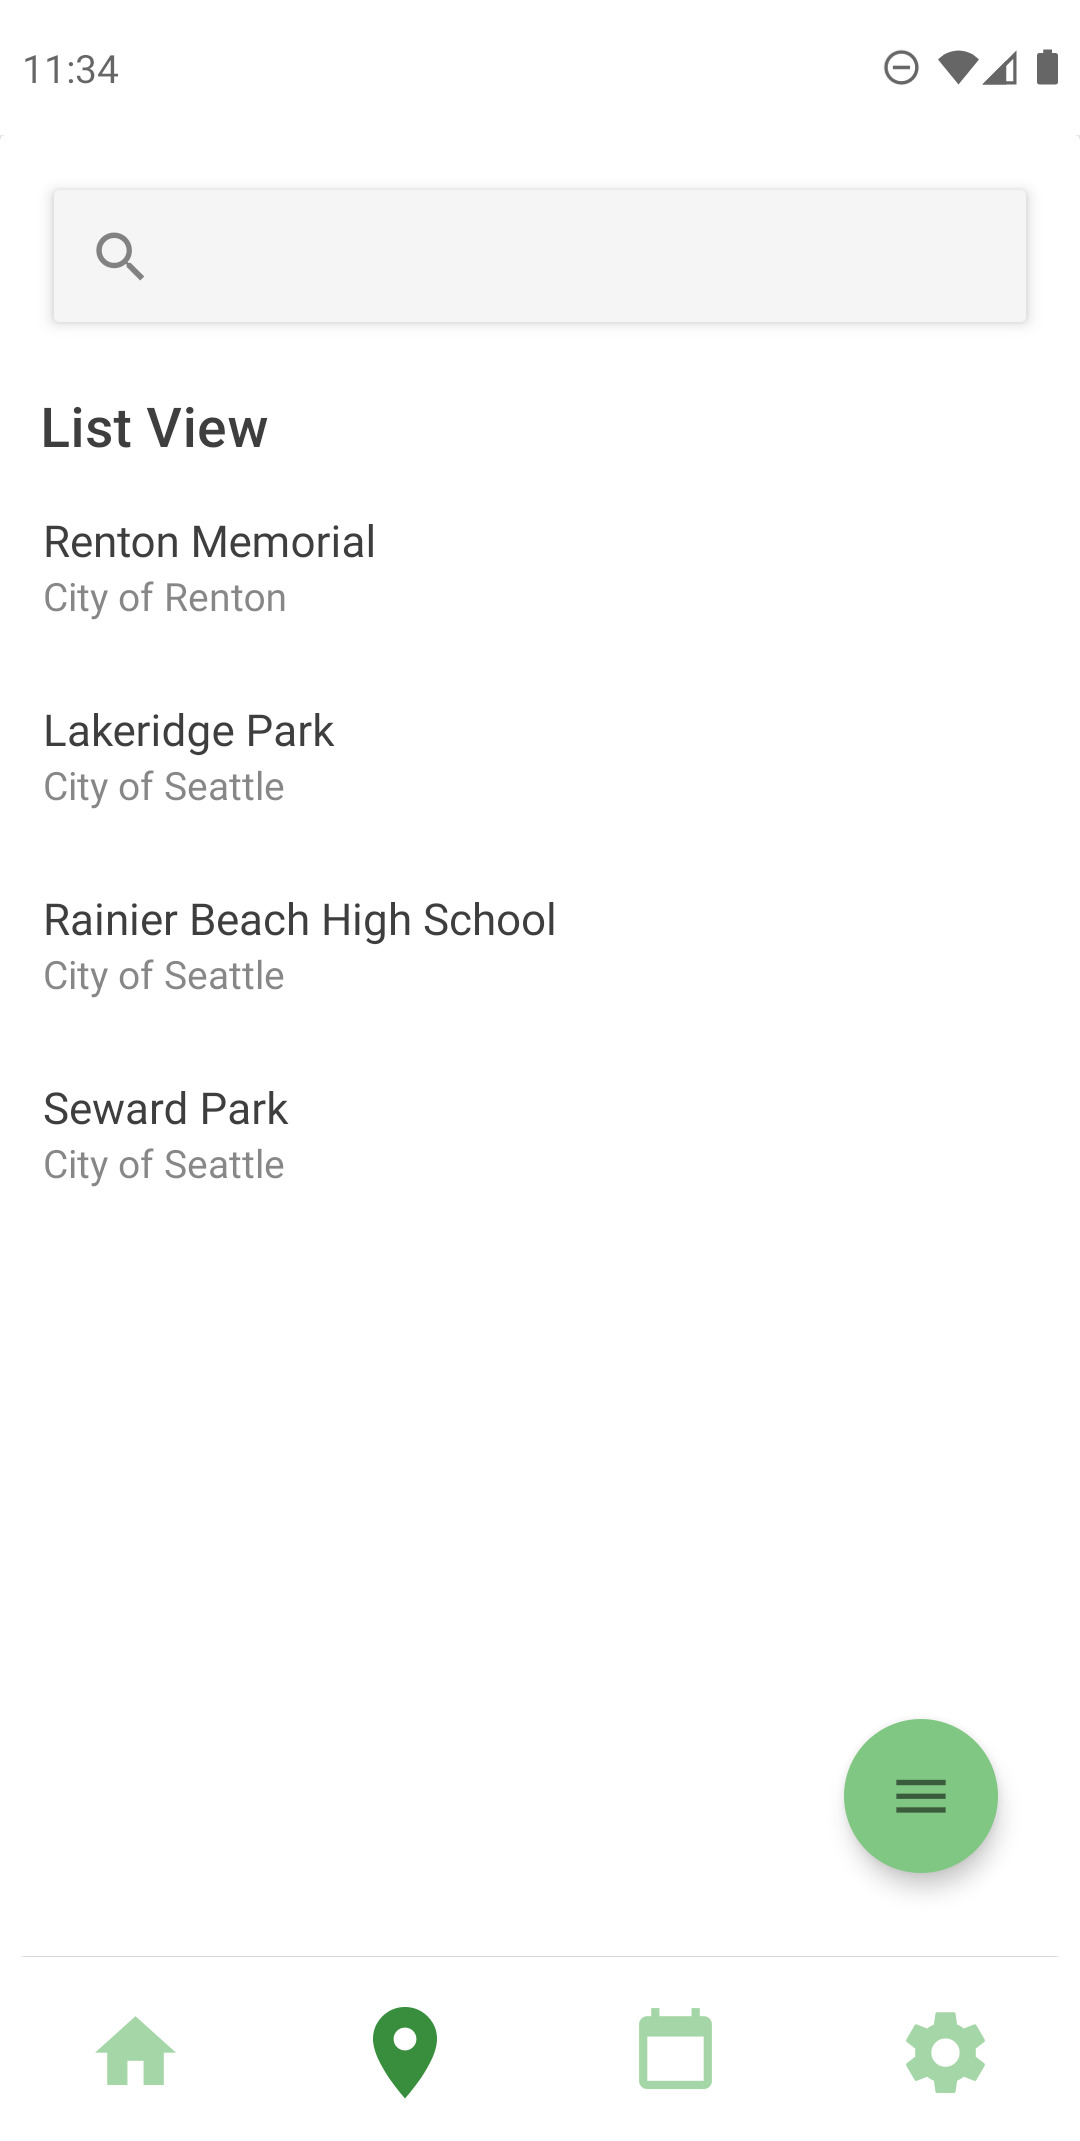 11:34
List View
Renton Memorial
City of Renton
Lakeridge Park
City of Seattle
Rainier Beach High School
City of Seattle
Seward Park
City of Seattle